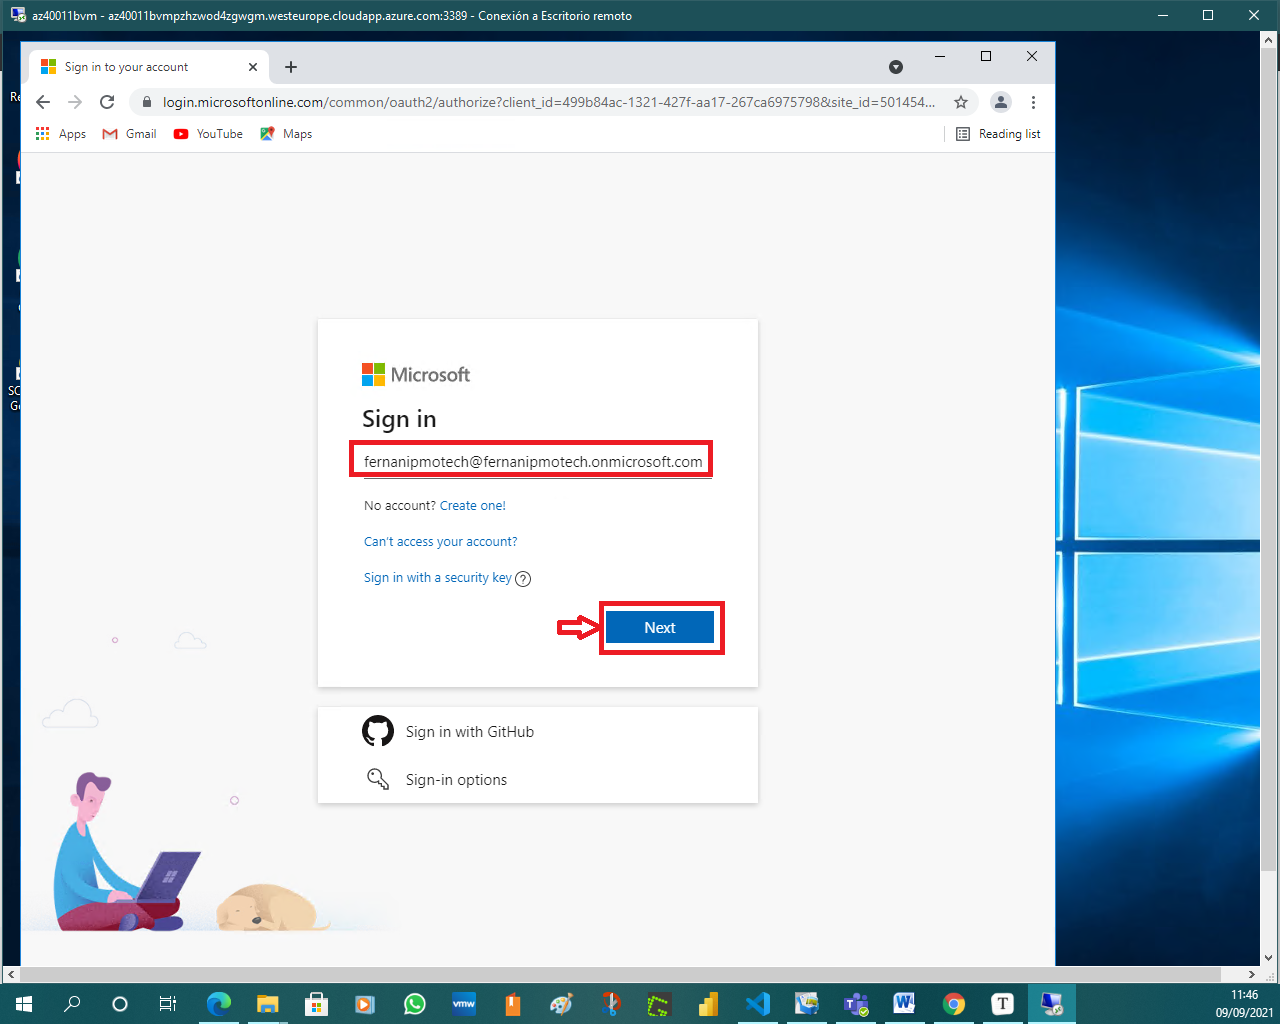 az40011bvm - az40011bvmpzhzwod4zgwgm.westeurope.cloudapp.azure.com:3389 - Conexión a Escritorio remoto
Sign in to your account
login.microsoftonline.com/common/oauth2/authorize?client_id=499b84ac-1321-427f-aa17-267ca6975798&site_id=501454...
Apps Gmail YouTube Maps Reading list
Microsoft
Sign in
fernanipmotech@fernanipmotech.onmicrosoft.com
No account? Create one!
Can't access your account?
Sign in with a security key ?
Next
Sign in with GitHub
Sign-in options
vmw
W
T
11:46
09/09/2021